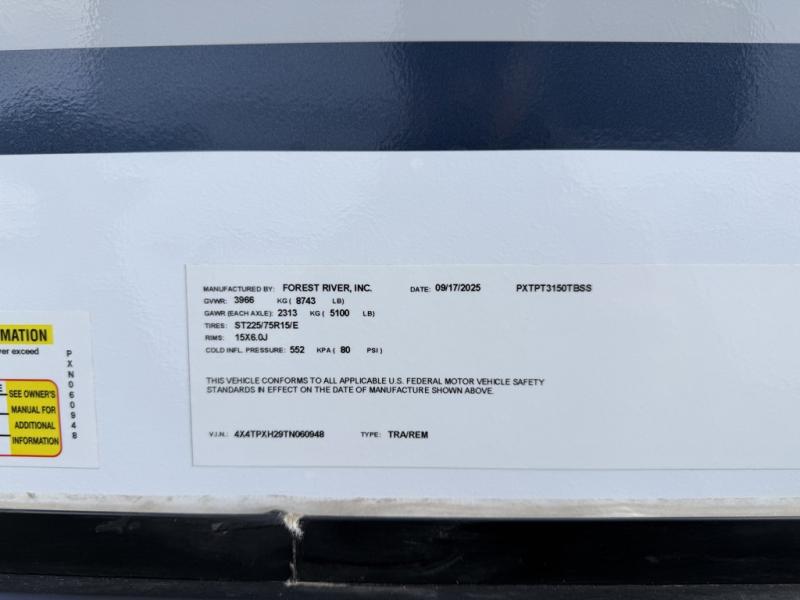 MANUFACTURED BY: FOREST RIVER, INC. DATE: 09/17/2025 PXTPT3150TBSS
GVWR: 3966 KG ( 8743 LB)
GAWR (EACH AXLE): 2313 KG ( 5100 LB)
TIRES: ST225/75R15/E
RIMS: 15X6.0J
COLD INFL. PRESSURE: 552 KPA ( 80 PSI )
THIS VEHICLE CONFORMS TO ALL APPLICABLE U.S. FEDERAL MOTOR VEHICLE SAFETY
STANDARDS IN EFFECT ON THE DATE OF MANUFACTURE SHOWN ABOVE.
V.I.N.: 4X4TPXH29TN060948 TYPE: TRA/REM
RMATION
ver exceed
SEE OWNER'S
MANUAL FOR
ADDITIONAL
INFORMATION
PXN060948